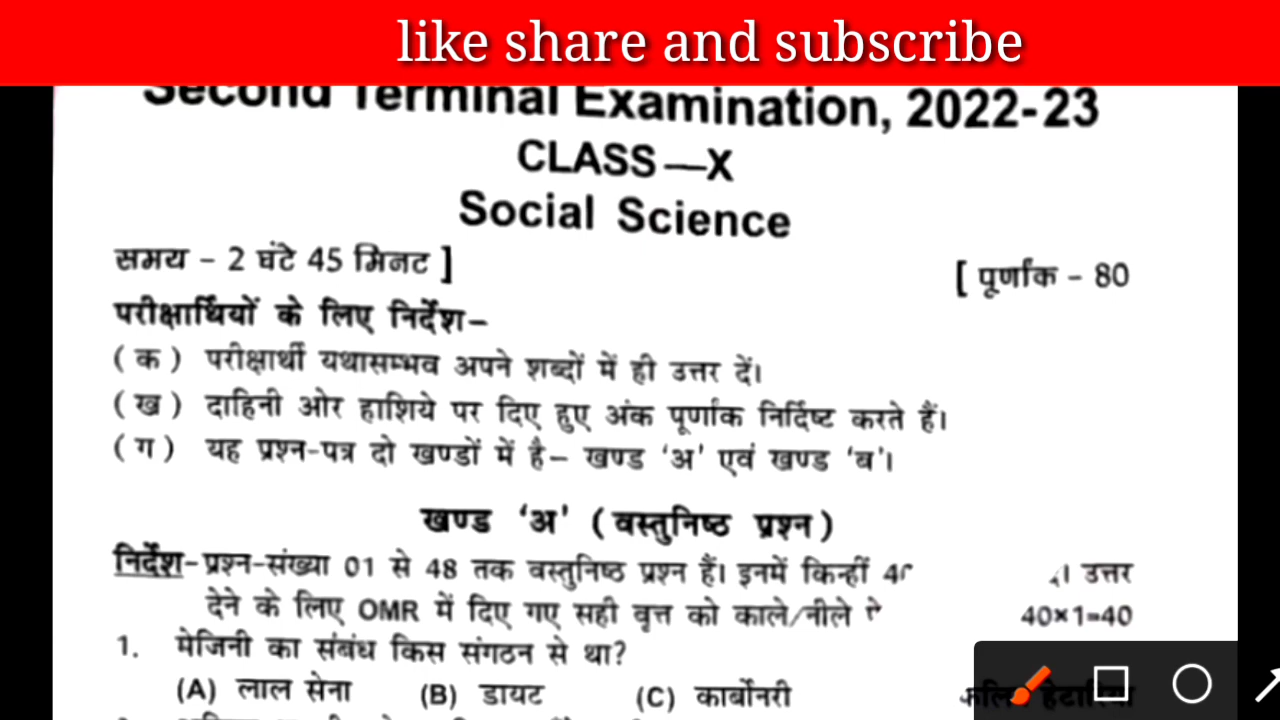 like share and subscribe
Second Terminal Examination, 2022-23
CLASS—X
Social Science
समय – 2 घंटे 45 मिनट ]
[ पूर्णांक – 80
परीक्षार्थियों के लिए निर्देश–
( क ) परीक्षार्थी यथासम्भव अपने शब्दों में ही उत्तर दें।
( ख ) दाहिनी ओर हाशिये पर दिए हुए अंक पूर्णांक निर्दिष्ट करते हैं।
( ग ) यह प्रश्न-पत्र दो खण्डों में है– खण्ड ‘अ’ एवं खण्ड ‘ब’।
खण्ड ‘अ’ ( वस्तुनिष्ठ प्रश्न )
निर्देश–प्रश्न-संख्या 01 से 48 तक वस्तुनिष्ठ प्रश्न हैं। इनमें किन्हीं उत्तर
देने के लिए OMR में दिए गए सही वृत्त को काले/नीले 40×1=40
1. मेजिनी का संबंध किस संगठन से था?
(A) लाल सेना (B) डायट (C) कार्बोनरी